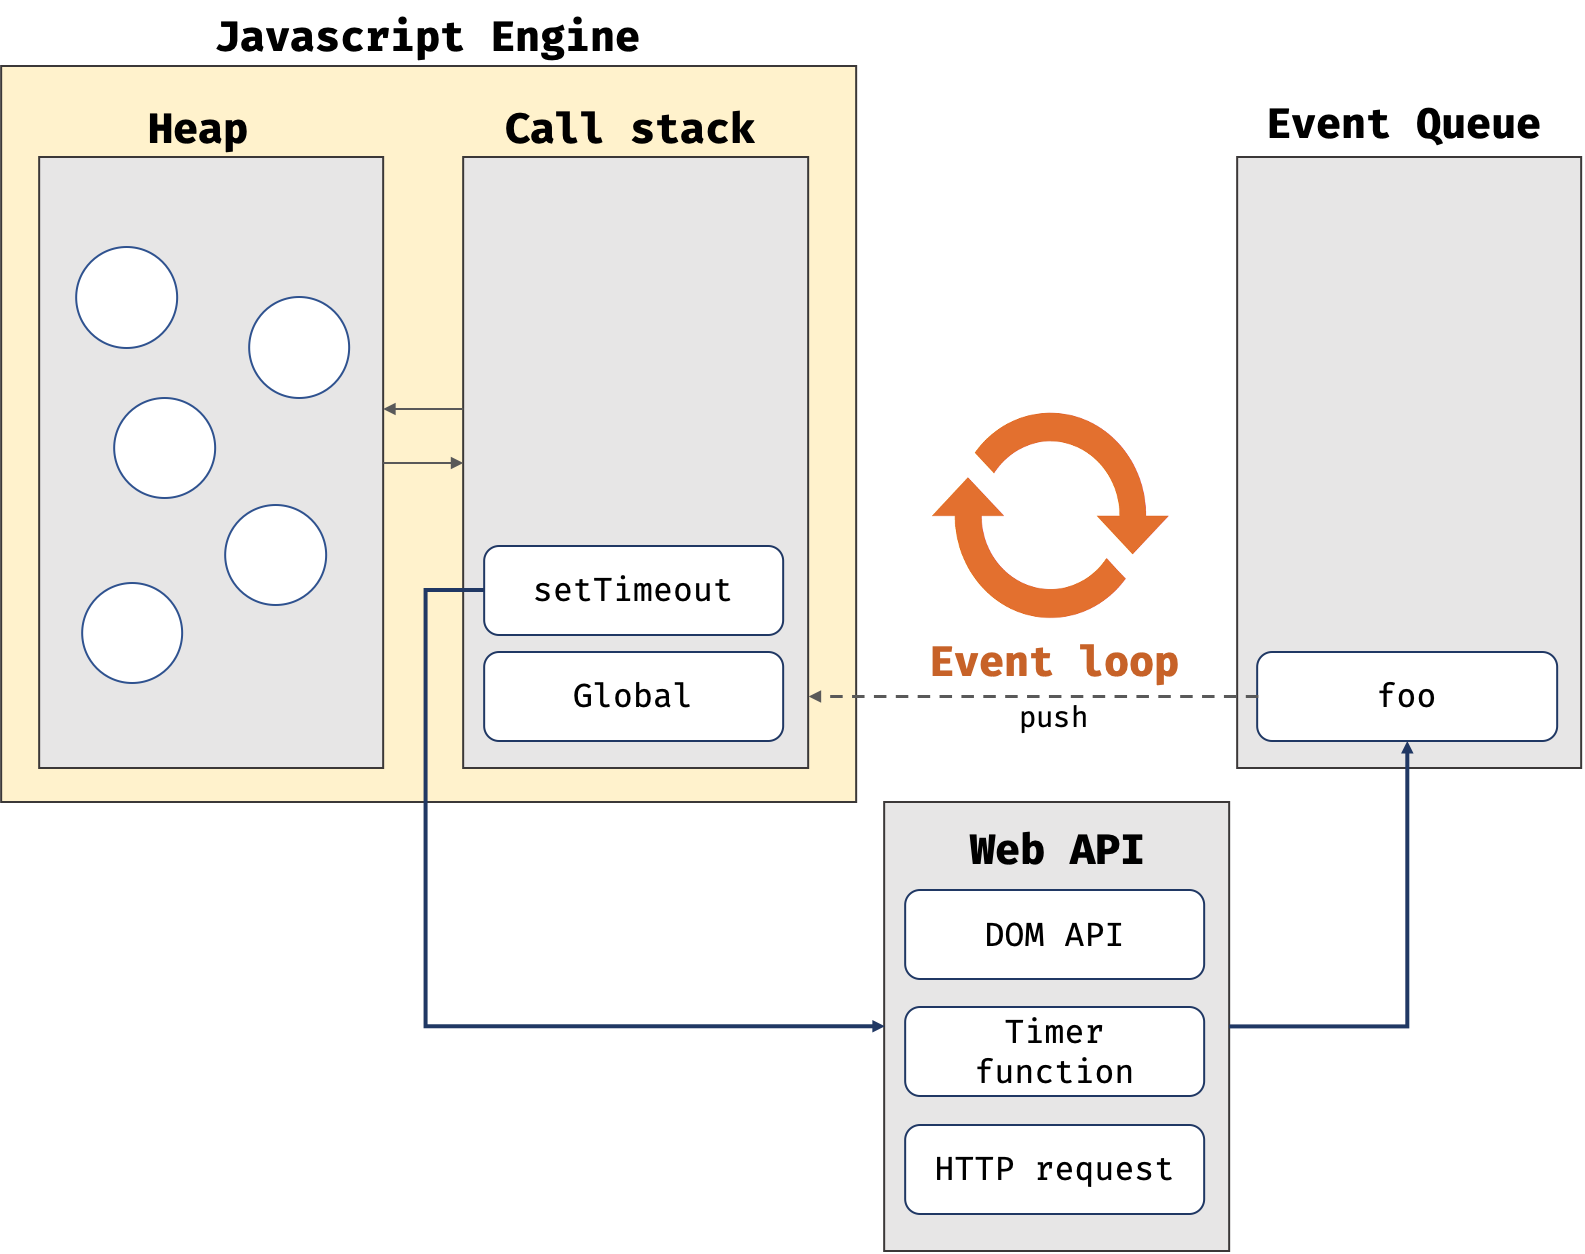 Javascript Engine
Heap
Call stack
Event Queue
setTimeout
Global
Event loop
push
foo
Web API
DOM API
Timer
function
HTTP request